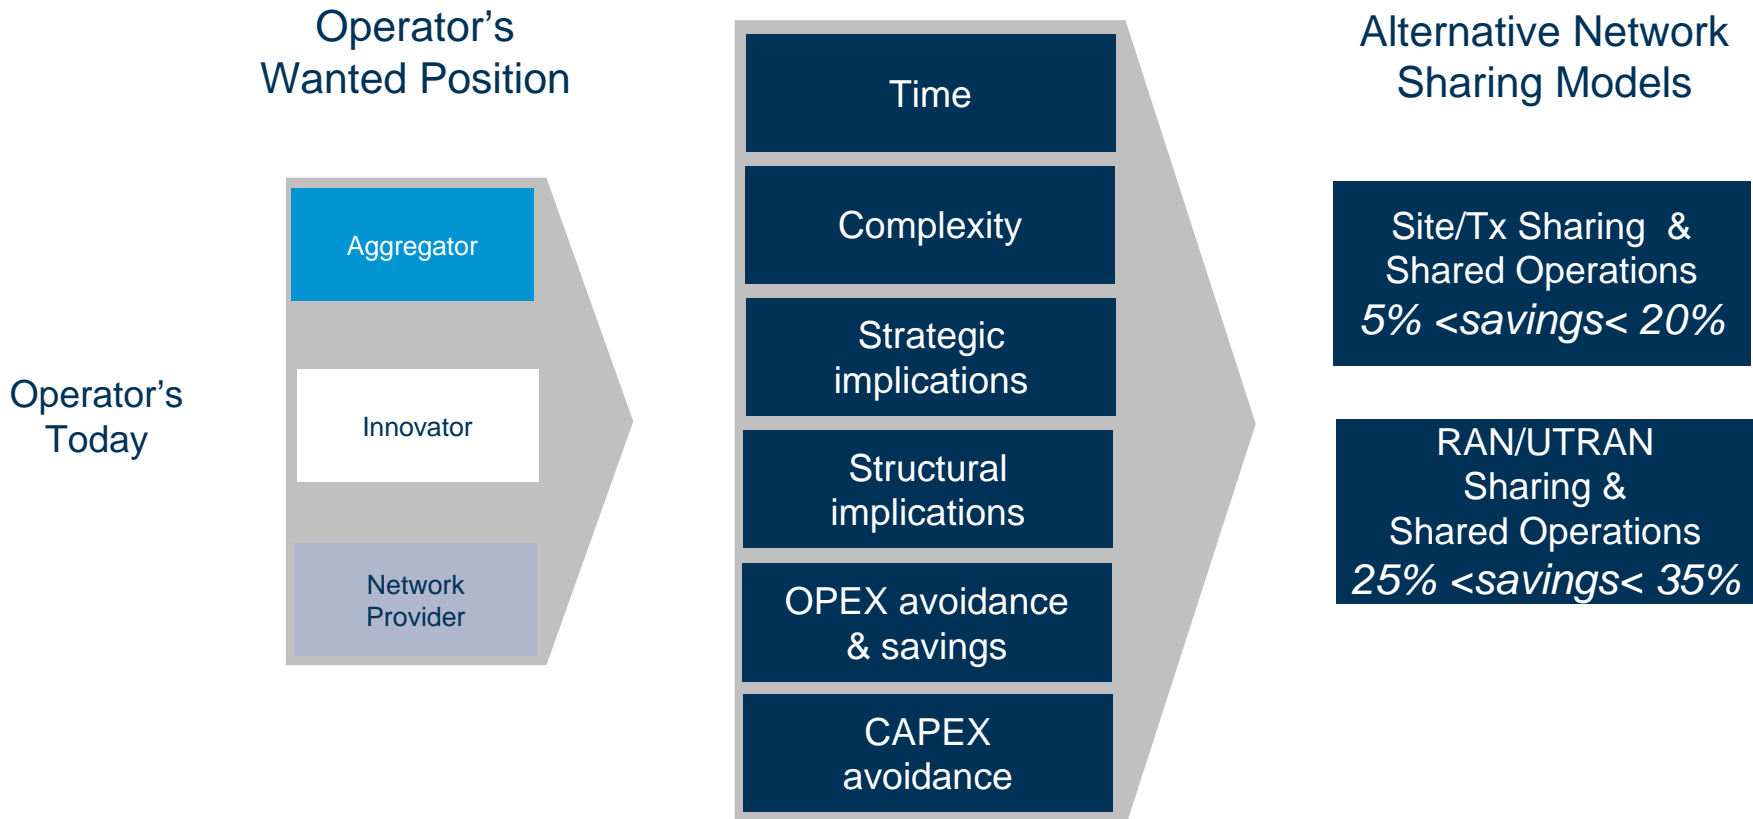 Operator’s
Wanted Position
Operator’s
Today
Aggregator
Innovator
Network
Provider
Time
Complexity
Strategic
implications
Structural
implications
OPEX avoidance
& savings
CAPEX
avoidance
Alternative Network
Sharing Models
Site/Tx Sharing &
Shared Operations
5% <savings< 20%
RAN/UTRAN
Sharing &
Shared Operations
25% <savings< 35%